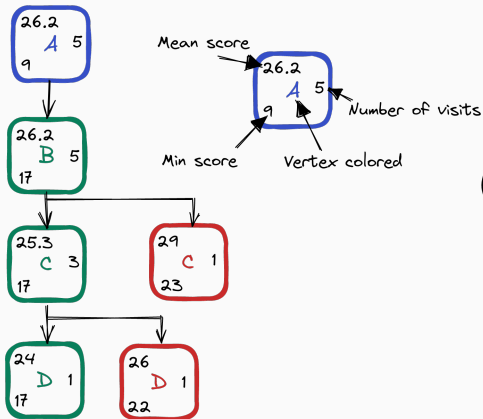 26.2
A 5
9
Mean score
26.2
A 5
9
Number of visits
Min score
Vertex colored
26.2
B 5
17
25.3
C 3
17
29
C 1
23
24
D 1
17
26
D 1
22